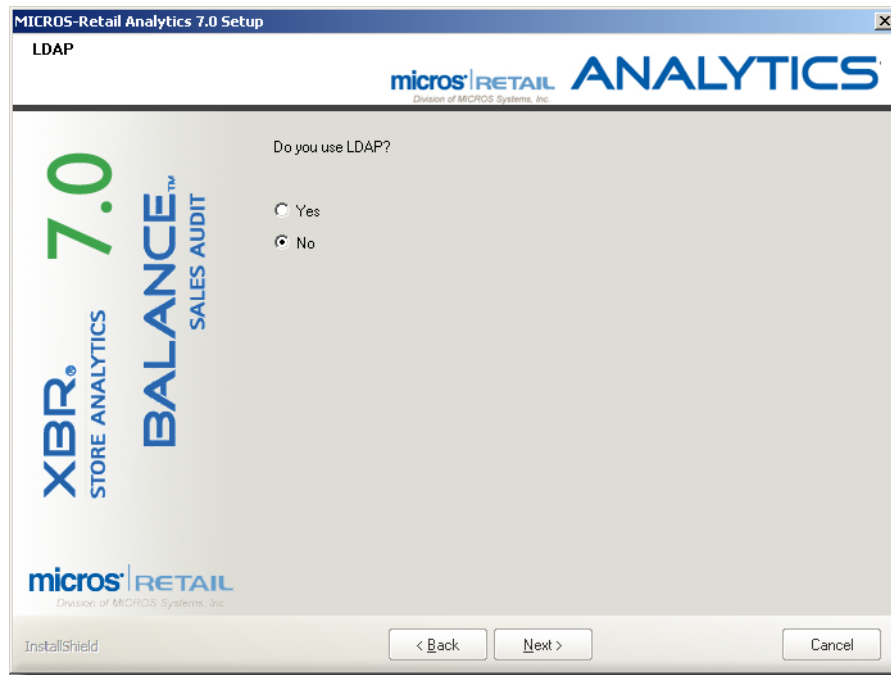 MICROS-Retail Analytics 7.0 Setup
LDAP
micros RETAIL ANALYTICS
Division of MICROS Systems, Inc.
Do you use LDAP?
Yes
No
XBR® 7.0
STORE ANALYTICS
BALANCE™
SALES AUDIT
micros RETAIL
Division of MICROS Systems, Inc.
InstallShield
< Back
Next >
Cancel